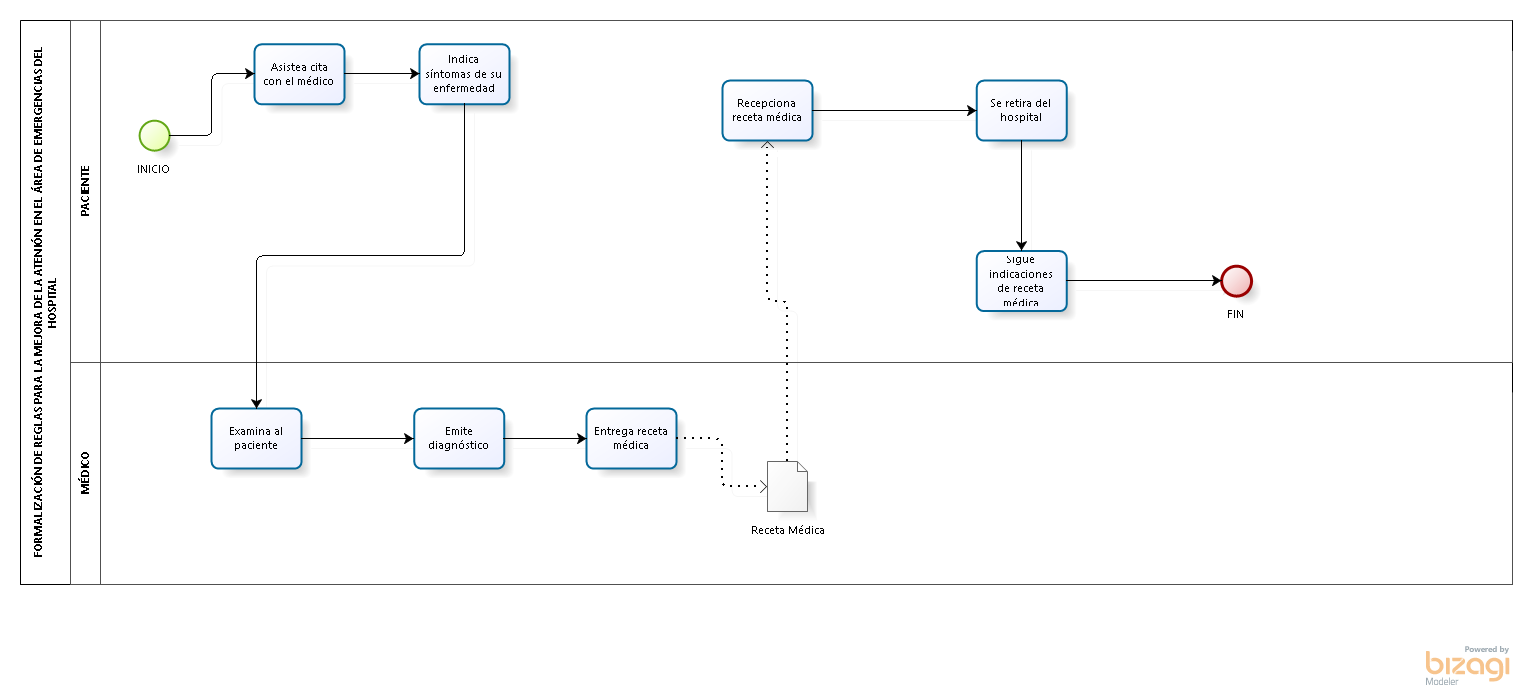 FORMALIZACIÓN DE REGLAS PARA LA MEJORA DE LA ATENIÓN EN EL ÁREA DE EMERGENCIAS DEL
HOSPITAL
PACIENTE
INICIO
Asistea cita
con el médico
Indica
síntomas de su
enfermedad
Recepciona
receta médica
Se retira del
hospital
Sigue
indicaciones
de receta
médica
FIN
MÉDICO
Examina al
paciente
Emite
diagnóstico
Entrega receta
médica
Receta Médica
Powered by
bizagi
Modeler